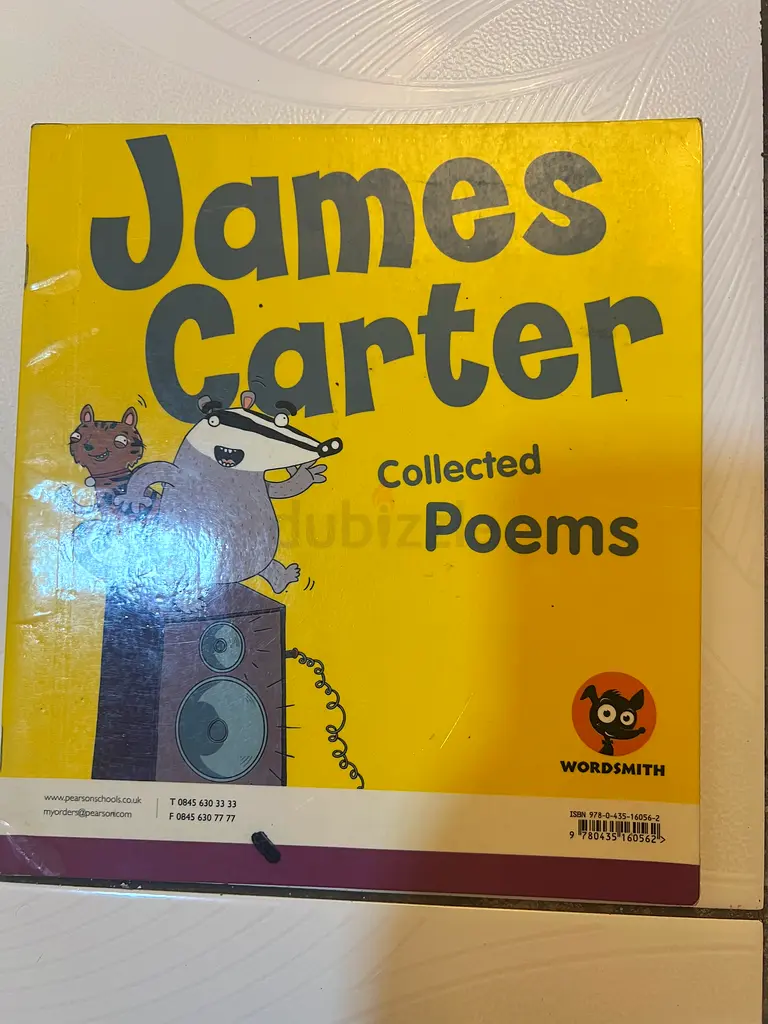 James
Carter
Collected
Poems
dubizzle
WORDSMITH
www.pearsonschools.co.uk
myorders@pearson.com
T 0845 630 33 33
F 0845 630 77 77
ISBN 978-0-435-16056-2
9 780435 160562 >